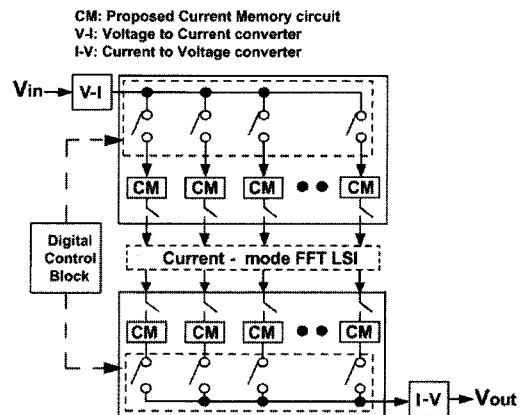 CM: Proposed Current Memory circuit
V-I: Voltage to Current converter
I-V: Current to Voltage converter
Vin
V-I
CM CM CM CM
Digital
Control
Block
Current - mode FFT LSI
CM CM CM CM
I-V
Vout